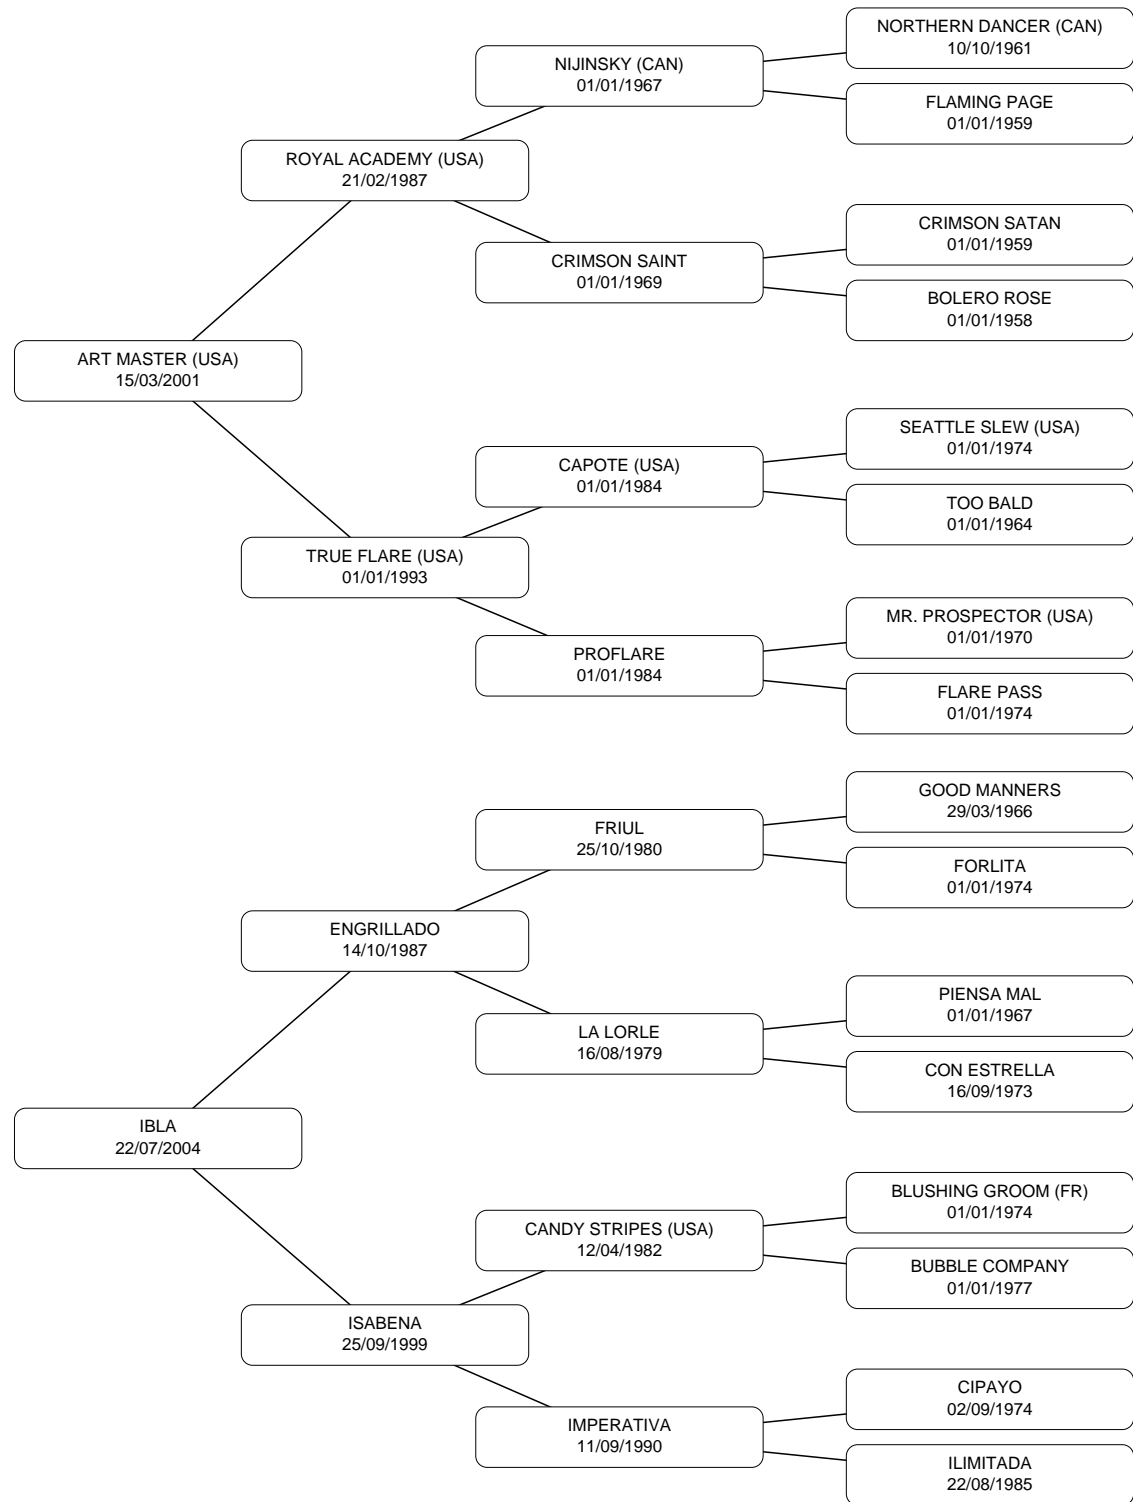 NORTHERN DANCER (CAN)
10/10/1961
NIJINSKY (CAN)
01/01/1967
FLAMING PAGE
01/01/1959
ROYAL ACADEMY (USA)
21/02/1987
CRIMSON SATAN
01/01/1959
CRIMSON SAINT
01/01/1969
BOLERO ROSE
01/01/1958
ART MASTER (USA)
15/03/2001
SEATTLE SLEW (USA)
01/01/1974
CAPOTE (USA)
01/01/1984
TOO BALD
01/01/1964
TRUE FLARE (USA)
01/01/1993
MR. PROSPECTOR (USA)
01/01/1970
PROFLARE
01/01/1984
FLARE PASS
01/01/1974
GOOD MANNERS
29/03/1966
FRIUL
25/10/1980
FORLITA
01/01/1974
ENGRILLADO
14/10/1987
PIENSA MAL
01/01/1967
LA LORLE
16/08/1979
CON ESTRELLA
16/09/1973
IBLA
22/07/2004
BLUSHING GROOM (FR)
01/01/1974
CANDY STRIPES (USA)
12/04/1982
BUBBLE COMPANY
01/01/1977
ISABENA
25/09/1999
CIPAYO
02/09/1974
IMPERATIVA
11/09/1990
ILIMITADA
22/08/1985